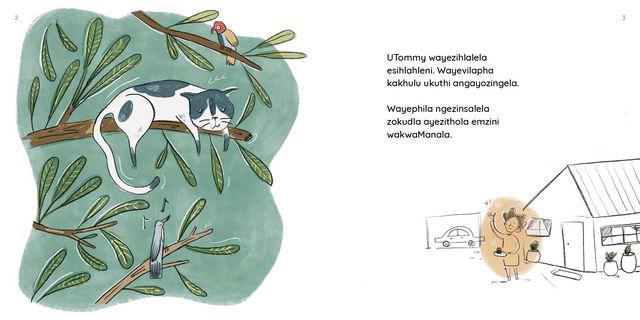 2
3
UTommy wayezihlalela
esihlahleni. Wayevilapha
kakhulu ukuthi angayozingela.
Wayephila ngezinsalela
zokudla ayezithola emzini
wakwaManala.